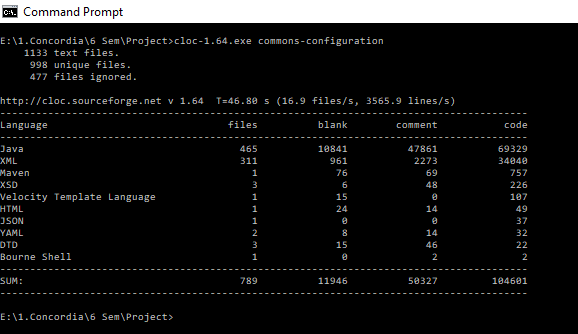 Command Prompt
E:\1.Concordia\6 Sem\Project>cloc-1.64.exe commons-configuration
1133 text files.
998 unique files.
477 files ignored.
http://cloc.sourceforge.net v 1.64  T=46.80 s (16.9 files/s, 3565.9 lines/s)
-------------------------------------------------------------------------------
Language                     files          blank        comment           code
-------------------------------------------------------------------------------
Java                           465          10841          47861          69329
XML                            311            961           2273          34040
Maven                            1             76             69            757
XSD                              3              6             48            226
Velocity Template Language       1             15              0            107
HTML                             1             24             14             49
JSON                             1              0              0             37
YAML                             2              8             14             32
DTD                              3             15             46             22
Bourne Shell                     1              0              2              2
-------------------------------------------------------------------------------
SUM:                           789          11946          50327         104601
-------------------------------------------------------------------------------
E:\1.Concordia\6 Sem\Project>